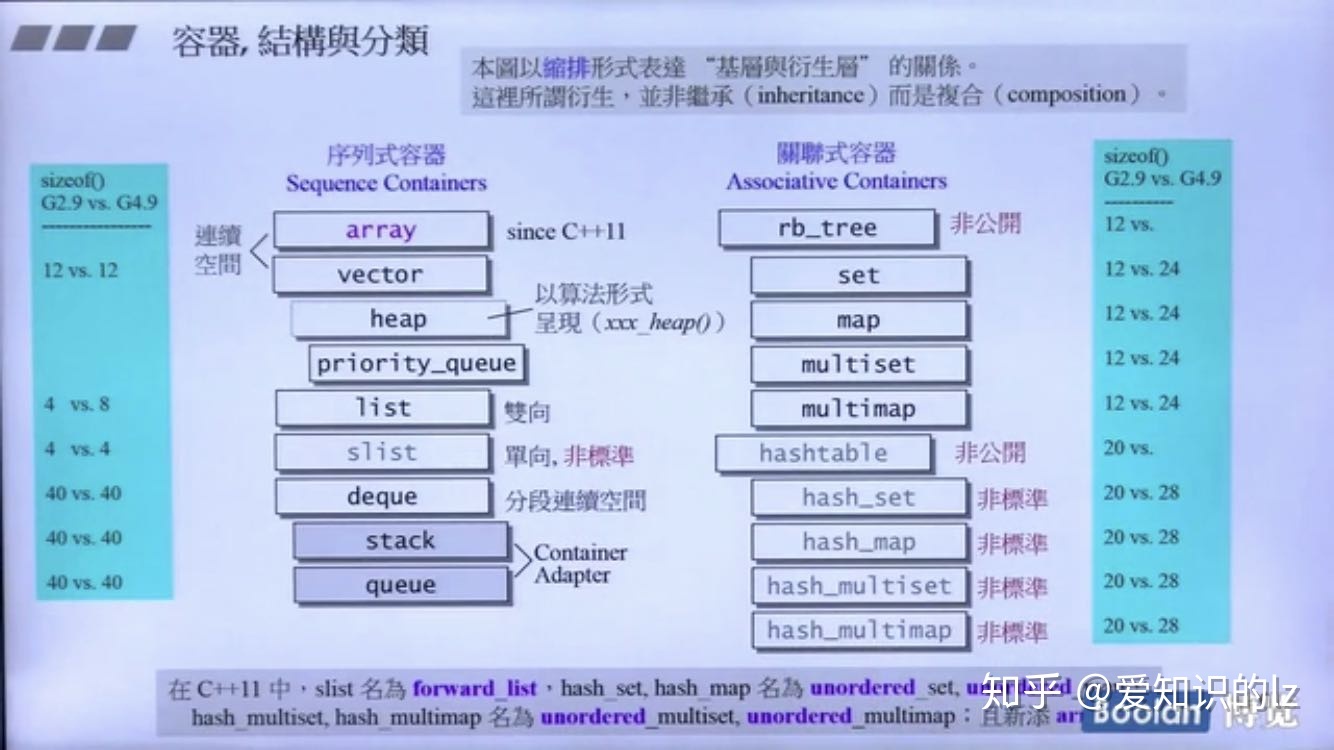 容器, 結構與分類
本圖以縮排形式表達 “基層與衍生層” 的關係。
這裡所謂衍生，並非繼承（inheritance）而是複合（composition）。
sizeof()
G2.9 vs. G4.9
----------------
12 vs. 12
4 vs. 8
4 vs. 4
40 vs. 40
40 vs. 40
40 vs. 40
序列式容器
Sequence Containers
連續
空間
array
since C++11
vector
heap
以算法形式
呈現（xxx_heap()）
priority_queue
list
雙向
slist
單向, 非標準
deque
分段連續空間
stack
queue
Container
Adapter
關聯式容器
Associative Containers
rb_tree
非公開
set
map
multiset
multimap
hashtable
非公開
hash_set
非標準
hash_map
非標準
hash_multiset
非標準
hash_multimap
非標準
sizeof()
G2.9 vs. G4.9
----------
12 vs.
12 vs. 24
12 vs. 24
12 vs. 24
12 vs. 24
20 vs.
20 vs. 28
20 vs. 28
20 vs. 28
20 vs. 28
在 C++11 中，slist 名為 forward_list，hash_set, hash_map 名為 unordered_set,
hash_multiset, hash_multimap 名為 unordered_multiset, unordered_multimap：且新添
知乎 @爱知识的lz
Boolan 博览